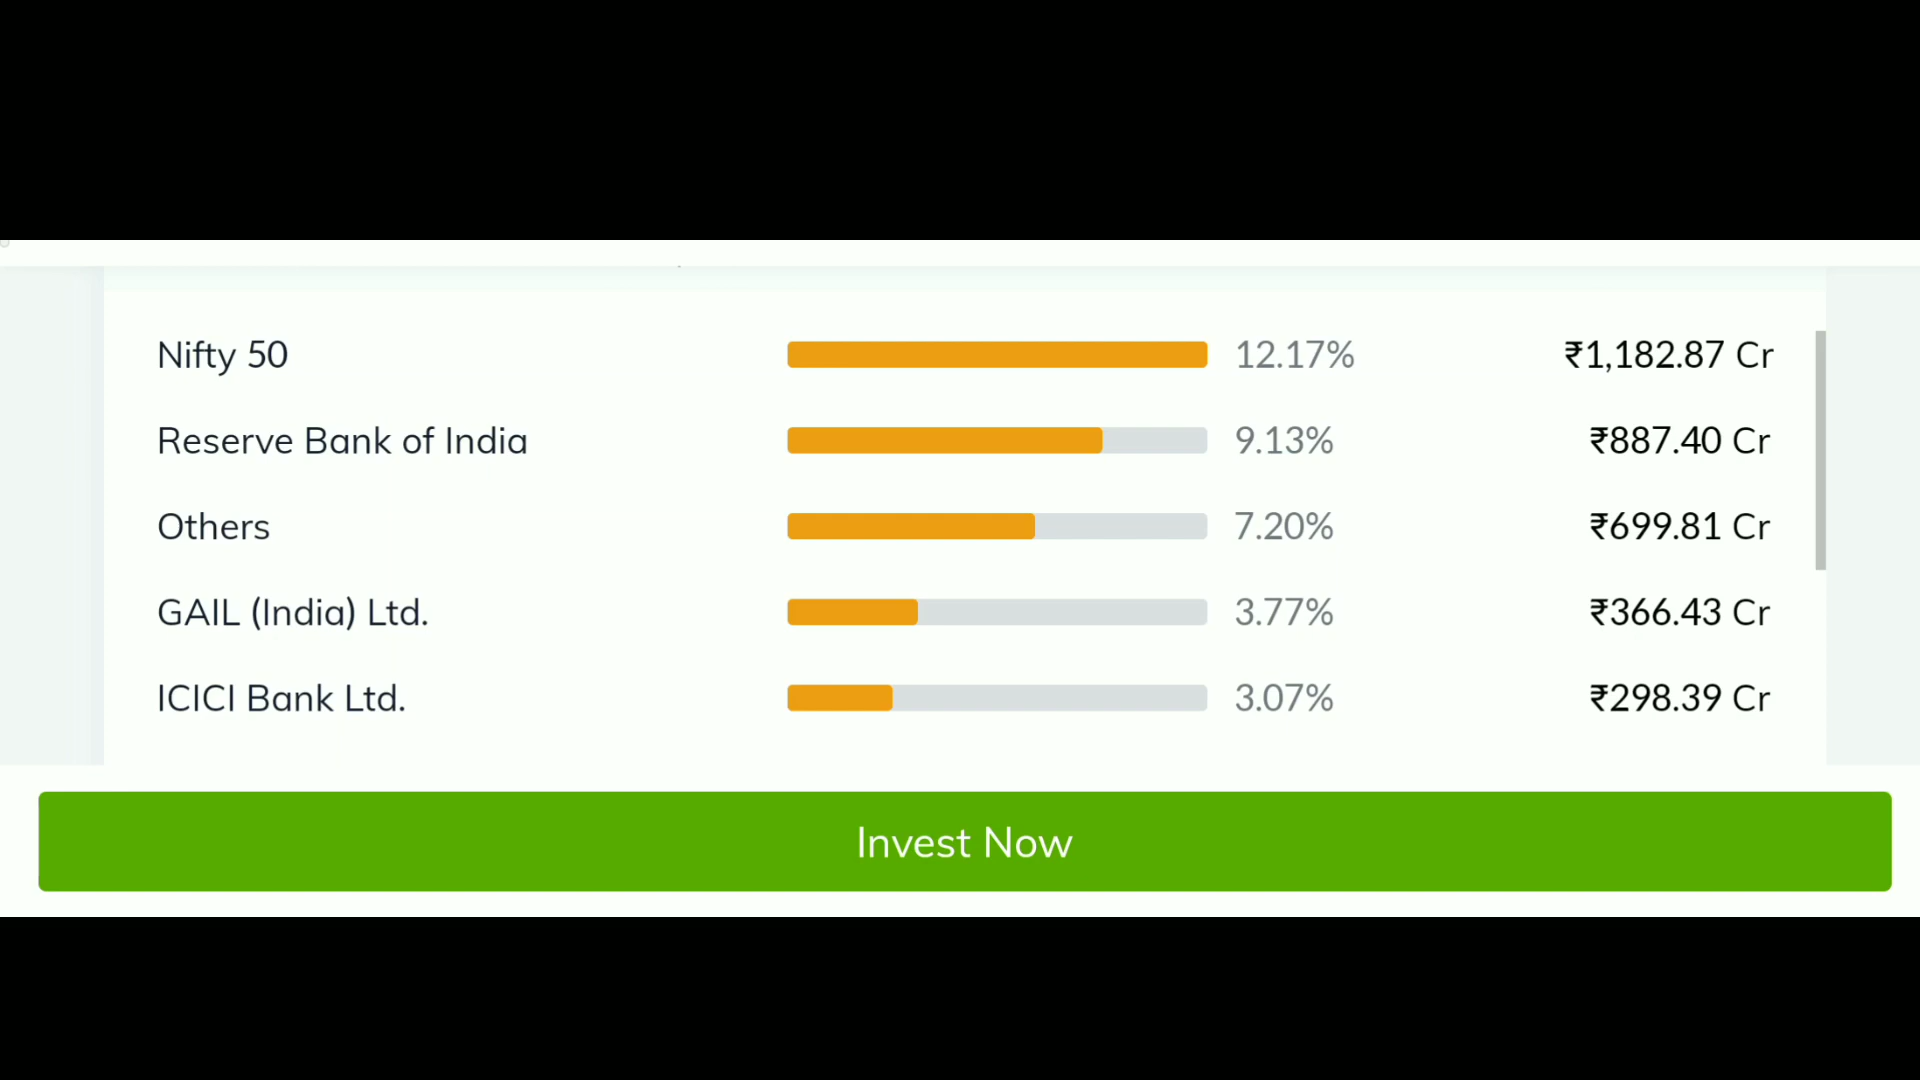 Nifty 50 12.17% ₹1,182.87 Cr
Reserve Bank of India 9.13% ₹887.40 Cr
Others 7.20% ₹699.81 Cr
GAIL (India) Ltd. 3.77% ₹366.43 Cr
ICICI Bank Ltd. 3.07% ₹298.39 Cr
Invest Now